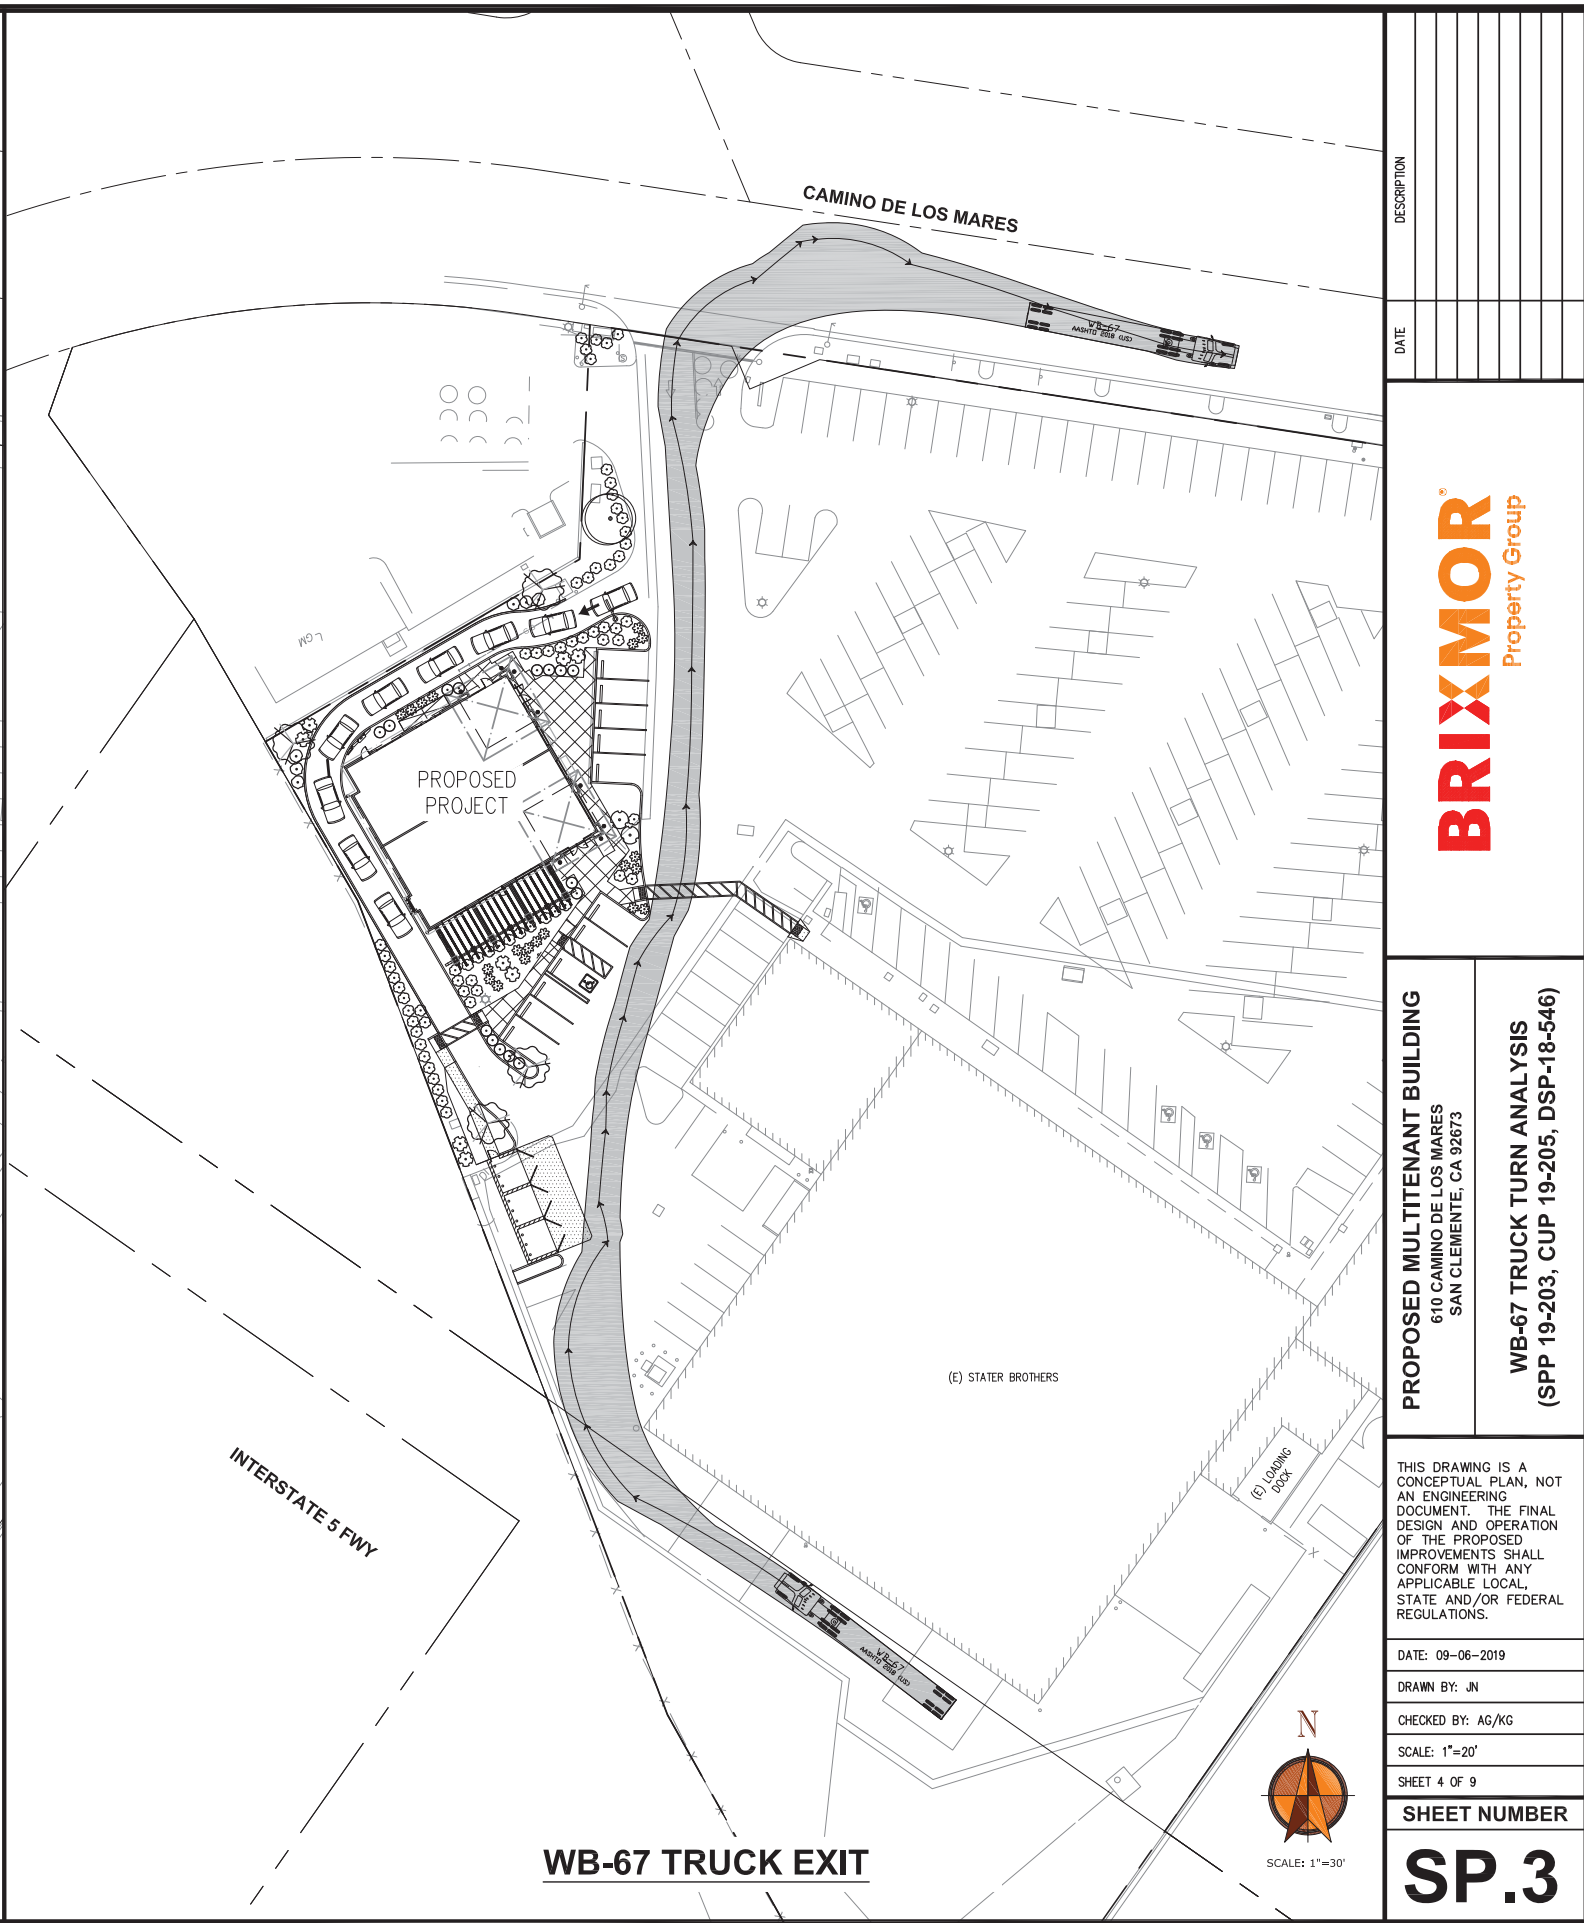 CAMINO DE LOS MARES
WB-67
AASHTO 2018 (US)
LGM
PROPOSED
PROJECT
(E) STATER BROTHERS
(E) LOADING
DOCK
INTERSTATE 5 FWY
WB-67
AASHTO 2018 (US)
WB-67 TRUCK EXIT
N
SCALE: 1"=30'
DESCRIPTION
DATE
BRIXMOR®
Property Group
PROPOSED MULTITENANT BUILDING
610 CAMINO DE LOS MARES
SAN CLEMENTE, CA 92673
WB-67 TRUCK TURN ANALYSIS
(SPP 19-203, CUP 19-205, DSP-18-546)
THIS DRAWING IS A
CONCEPTUAL PLAN, NOT
AN ENGINEERING
DOCUMENT. THE FINAL
DESIGN AND OPERATION
OF THE PROPOSED
IMPROVEMENTS SHALL
CONFORM WITH ANY
APPLICABLE LOCAL,
STATE AND/OR FEDERAL
REGULATIONS.
DATE: 09-06-2019
DRAWN BY: JN
CHECKED BY: AG/KG
SCALE: 1"=20'
SHEET 4 OF 9
SHEET NUMBER
SP.3